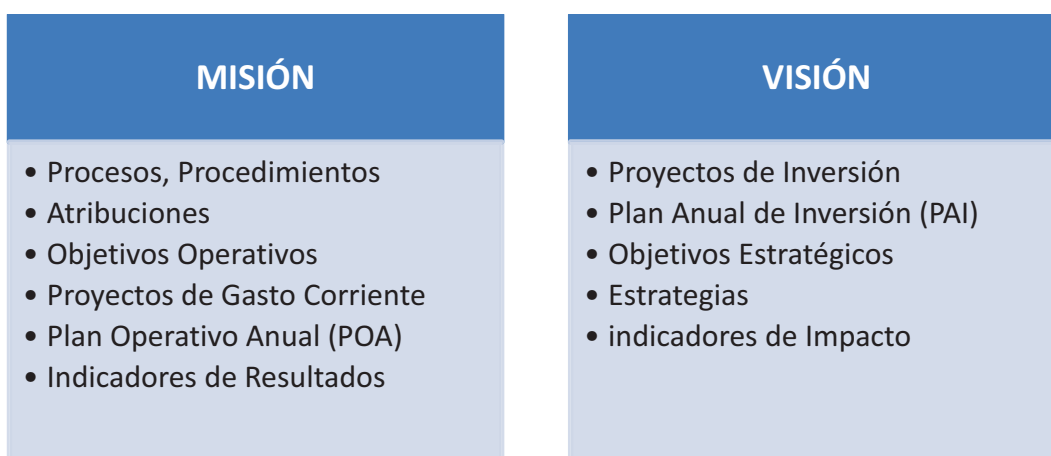 MISIÓN
• Procesos, Procedimientos
• Atribuciones
• Objetivos Operativos
• Proyectos de Gasto Corriente
• Plan Operativo Anual (POA)
• Indicadores de Resultados
VISIÓN
• Proyectos de Inversión
• Plan Anual de Inversión (PAI)
• Objetivos Estratégicos
• Estrategias
• indicadores de Impacto